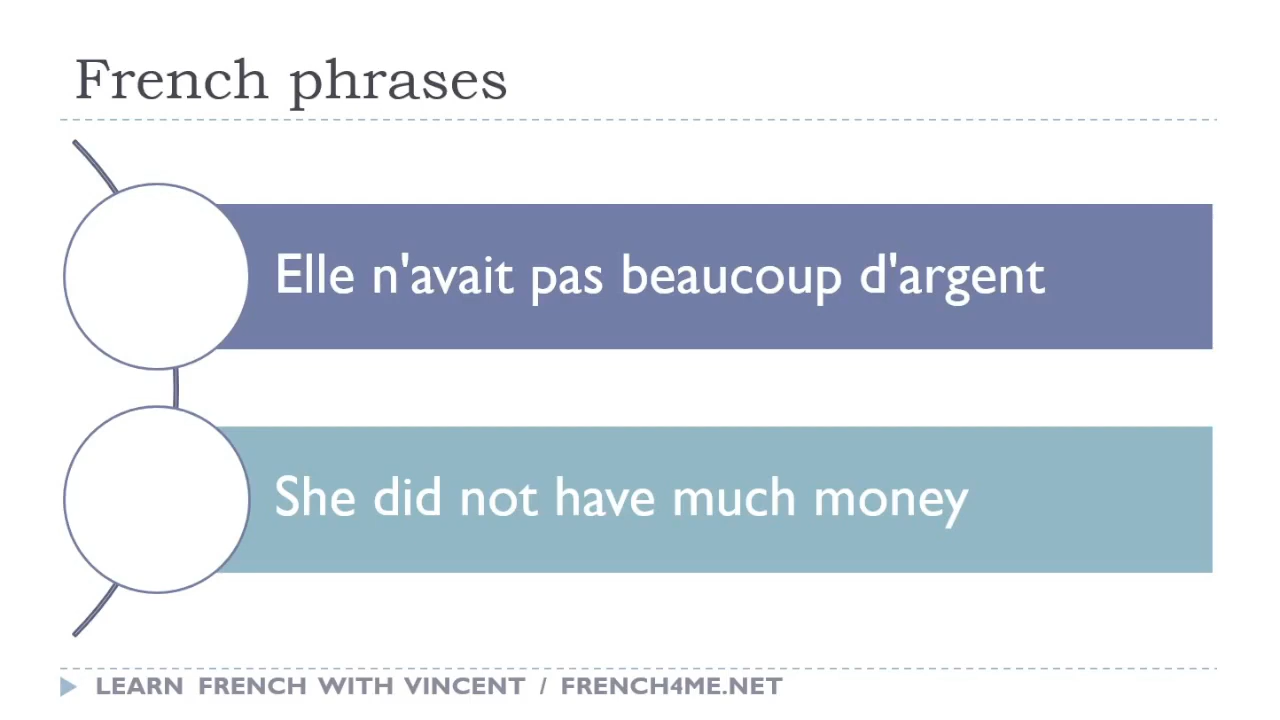 French phrases
Elle n'avait pas beaucoup d'argent
She did not have much money
LEARN FRENCH WITH VINCENT / FRENCH4ME.NET